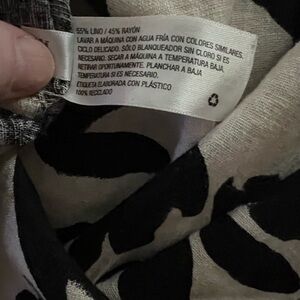 55% LINO / 45% RAYÓN
LAVAR A MÁQUINA CON AGUA FRÍA CON COLORES SIMILARES.
CICLO DELICADO. SÓLO BLANQUEADOR SIN CLORO SI ES
NECESARIO. SECAR A MÁQUINA A TEMPERATURA BAJA.
RETIRAR OPORTUNAMENTE. PLANCHAR A BAJA
TEMPERATURA SI ES NECESARIO.
ETIQUETA ELABORADA CON PLÁSTICO
100% RECICLADO